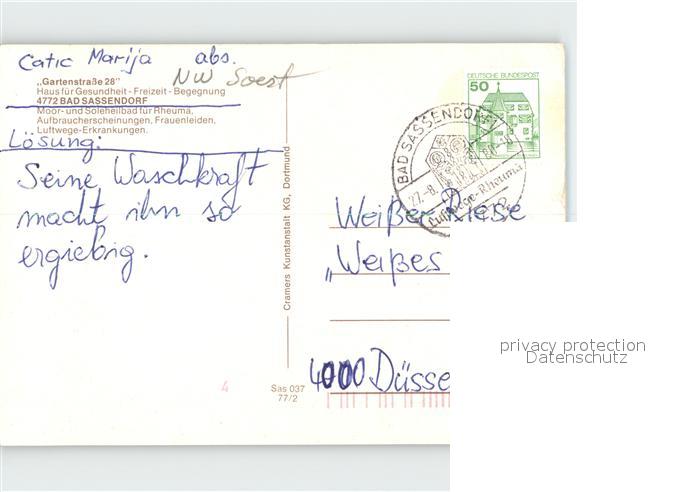 Catic Marija abs.
NW Soest
„Gartenstraße 28"
Haus für Gesundheit - Freizeit - Begegnung
4772 BAD SASSENDORF
Moor- und Soleheilbad für Rheuma,
Aufbraucherscheinungen, Frauenleiden,
Luftwege-Erkrankungen.
Lösung:
Seine Waschkraft
macht ihn so
ergiebig.
Cramers Kunstanstalt KG, Dortmund
4
Sas 037
77/2
DEUTSCHE BUNDESPOST
50
BAD SASSENDORF
Luftwege-Rheuma
Weißer Riese
„Weißes
4000 Düsse
privacy protection
Datenschutz